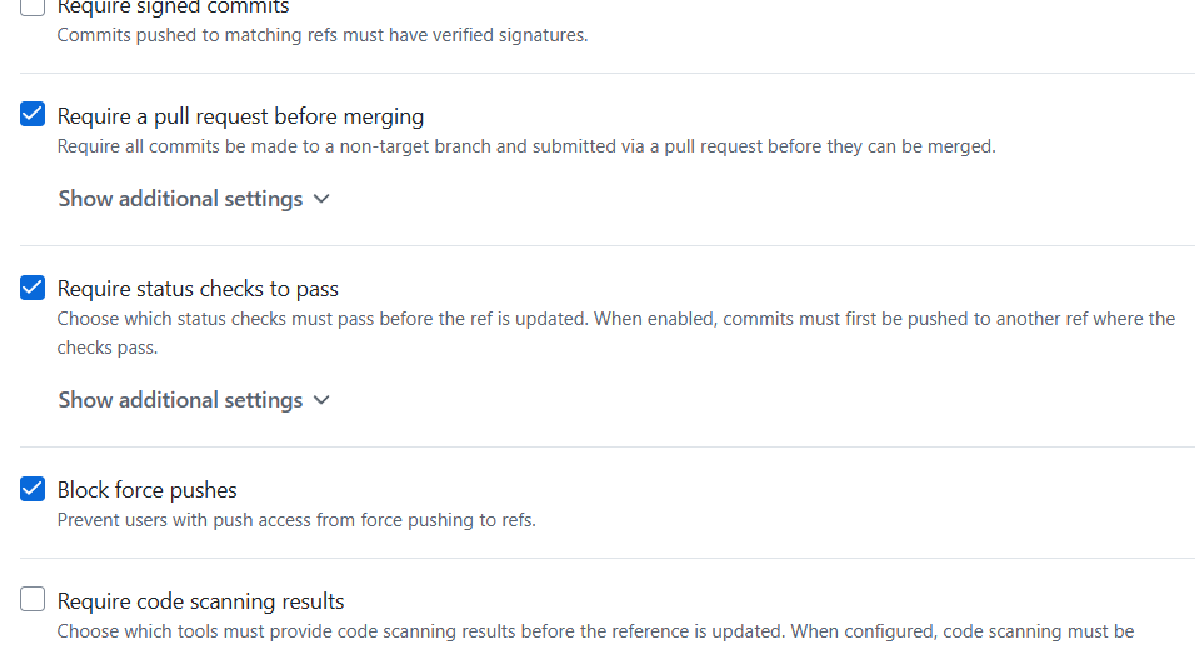 Require signed commits
Commits pushed to matching refs must have verified signatures.
Require a pull request before merging
Require all commits be made to a non-target branch and submitted via a pull request before they can be merged.
Show additional settings
Require status checks to pass
Choose which status checks must pass before the ref is updated. When enabled, commits must first be pushed to another ref where the
checks pass.
Show additional settings
Block force pushes
Prevent users with push access from force pushing to refs.
Require code scanning results
Choose which tools must provide code scanning results before the reference is updated. When configured, code scanning must be